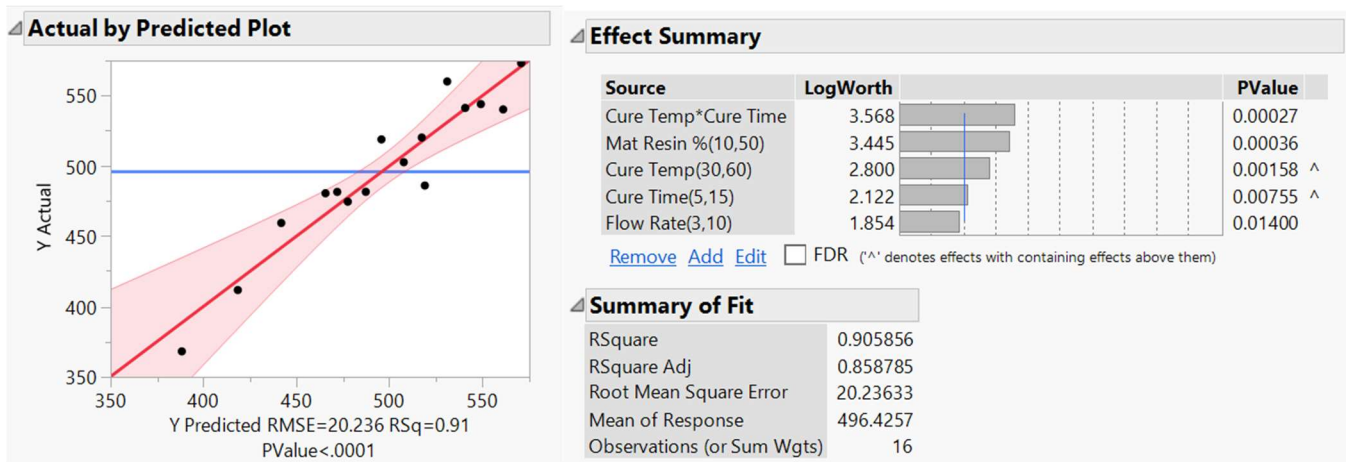 Actual by Predicted Plot
550
500
450
400
350
Y Actual
350 400 450 500 550
Y Predicted RMSE=20.236 RSq=0.91
PValue<.0001
Effect Summary
Source LogWorth PValue
Cure Temp*Cure Time 3.568 0.00027
Mat Resin %(10,50) 3.445 0.00036
Cure Temp(30,60) 2.800 0.00158 ^
Cure Time(5,15) 2.122 0.00755 ^
Flow Rate(3,10) 1.854 0.01400
Remove Add Edit FDR ('^' denotes effects with containing effects above them)
Summary of Fit
RSquare 0.905856
RSquare Adj 0.858785
Root Mean Square Error 20.23633
Mean of Response 496.4257
Observations (or Sum Wgts) 16